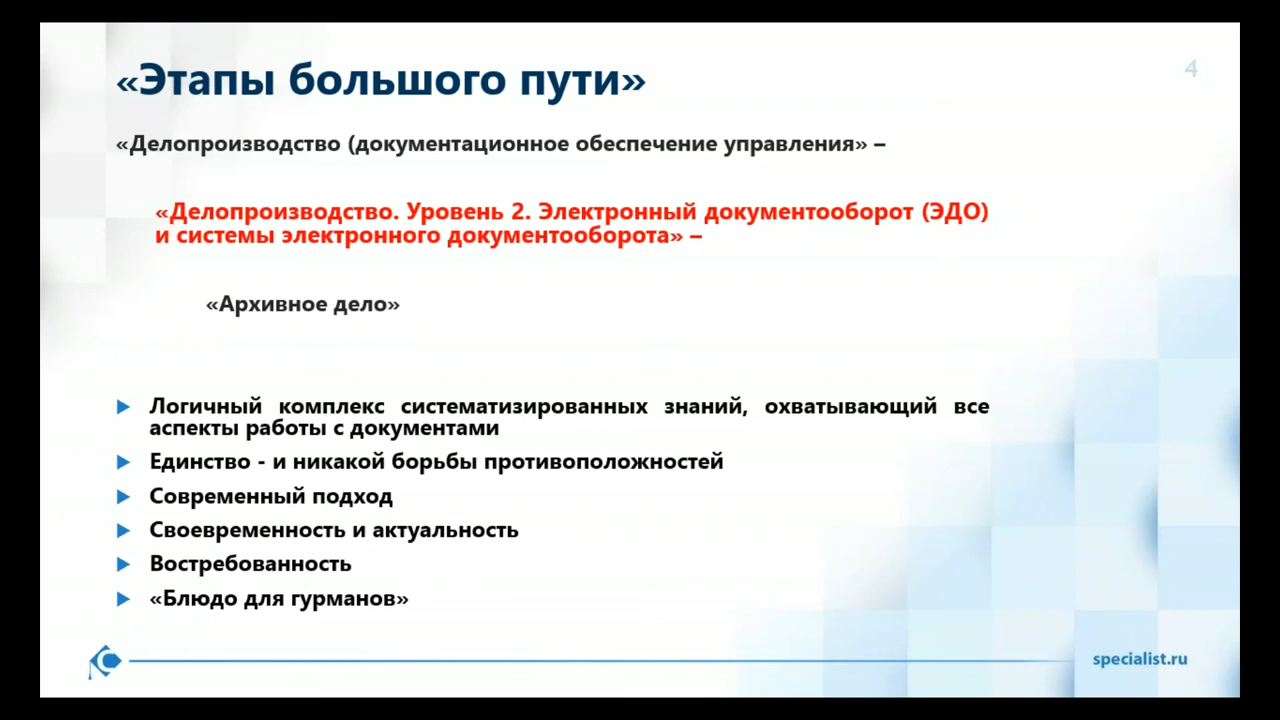 «Этапы большого пути»
4
«Делопроизводство (документационное обеспечение управления» –
«Делопроизводство. Уровень 2. Электронный документооборот (ЭДО)
и системы электронного документооборота» –
«Архивное дело»
Логичный комплекс систематизированных знаний, охватывающий все
аспекты работы с документами
Единство - и никакой борьбы противоположностей
Современный подход
Своевременность и актуальность
Востребованность
«Блюдо для гурманов»
specialist.ru